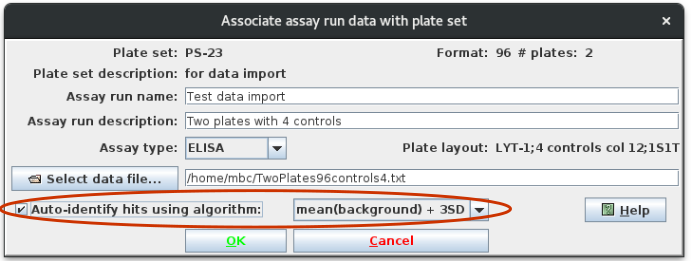 Associate assay run data with plate set ×
Plate set: PS-23 Format: 96 # plates: 2
Plate set description: for data import
Assay run name: Test data import
Assay run description: Two plates with 4 controls
Assay type: ELISA Plate layout: LYT-1;4 controls col 12;1S1T
Select data file... /home/mbc/TwoPlates96controls4.txt
Auto-identify hits using algorithm: mean(background) + 3SD Help
OK Cancel